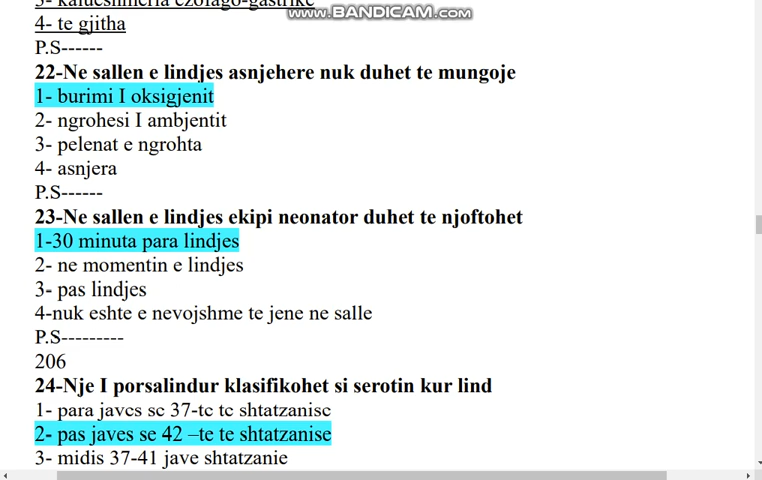 3- kalueshmeria ezofago-gastrike
www.BANDICAM.com
4- te gjitha
P.S------
22-Ne sallen e lindjes asnjehere nuk duhet te mungoje
1- burimi I oksigjenit
2- ngrohesi I ambjentit
3- pelenat e ngrohta
4- asnjera
P.S------
23-Ne sallen e lindjes ekipi neonator duhet te njoftohet
1-30 minuta para lindjes
2- ne momentin e lindjes
3- pas lindjes
4-nuk eshte e nevojshme te jene ne salle
P.S---------
206
24-Nje I porsalindur klasifikohet si serotin kur lind
1- para javes se 37-te te shtatzanise
2- pas javes se 42 –te te shtatzanise
3- midis 37-41 jave shtatzanie